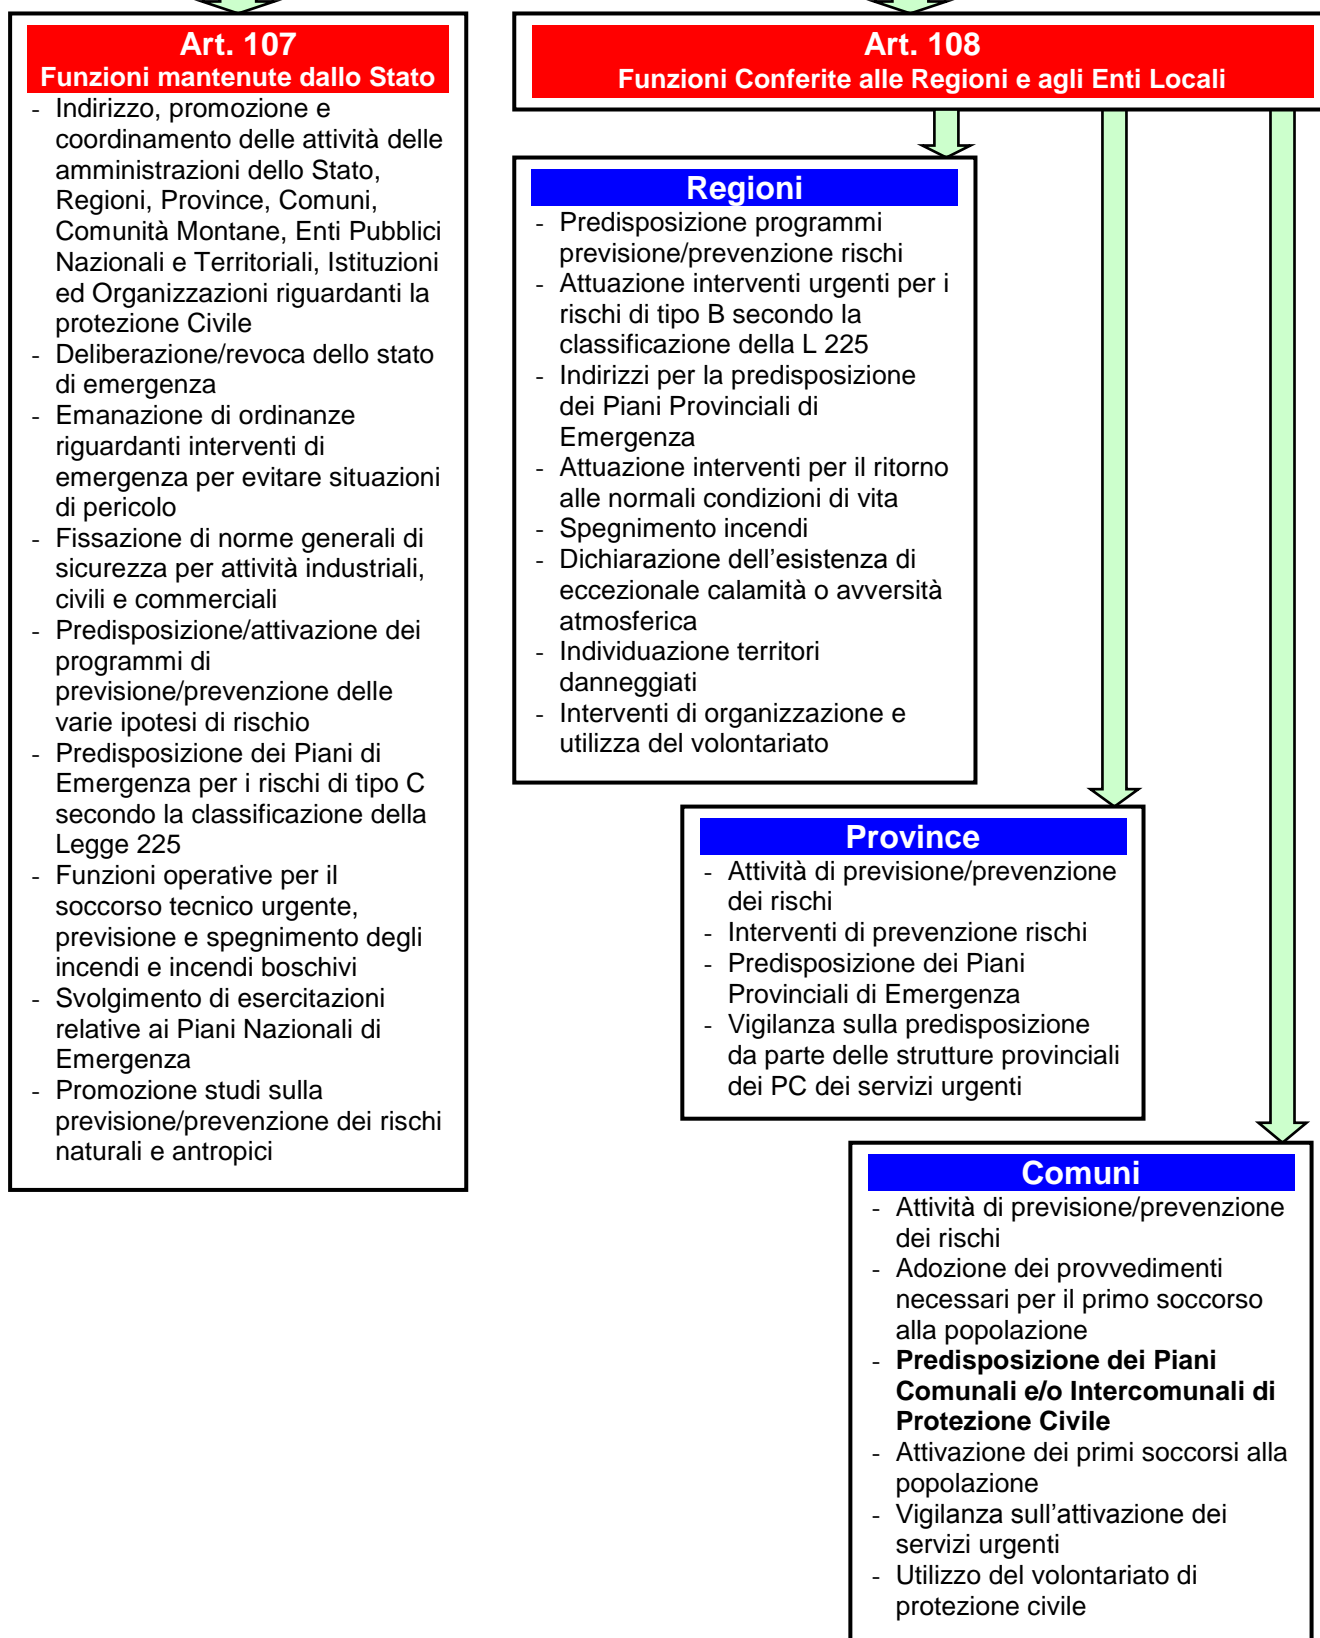 Art. 107
Funzioni mantenute dallo Stato
- Indirizzo, promozione e
coordinamento delle attività delle
amministrazioni dello Stato,
Regioni, Province, Comuni,
Comunità Montane, Enti Pubblici
Nazionali e Territoriali, Istituzioni
ed Organizzazioni riguardanti la
protezione Civile
- Deliberazione/revoca dello stato
di emergenza
- Emanazione di ordinanze
riguardanti interventi di
emergenza per evitare situazioni
di pericolo
- Fissazione di norme generali di
sicurezza per attività industriali,
civili e commerciali
- Predisposizione/attivazione dei
programmi di
previsione/prevenzione delle
varie ipotesi di rischio
- Predisposizione dei Piani di
Emergenza per i rischi di tipo C
secondo la classificazione della
Legge 225
- Funzioni operative per il
soccorso tecnico urgente,
previsione e spegnimento degli
incendi e incendi boschivi
- Svolgimento di esercitazioni
relative ai Piani Nazionali di
Emergenza
- Promozione studi sulla
previsione/prevenzione dei rischi
naturali e antropici
Art. 108
Funzioni Conferite alle Regioni e agli Enti Locali
Regioni
- Predisposizione programmi
previsione/prevenzione rischi
- Attuazione interventi urgenti per i
rischi di tipo B secondo la
classificazione della L 225
- Indirizzi per la predisposizione
dei Piani Provinciali di
Emergenza
- Attuazione interventi per il ritorno
alle normali condizioni di vita
- Spegnimento incendi
- Dichiarazione dell’esistenza di
eccezionale calamità o avversità
atmosferica
- Individuazione territori
danneggiati
- Interventi di organizzazione e
utilizza del volontariato
Province
- Attività di previsione/prevenzione
dei rischi
- Interventi di prevenzione rischi
- Predisposizione dei Piani
Provinciali di Emergenza
- Vigilanza sulla predisposizione
da parte delle strutture provinciali
dei PC dei servizi urgenti
Comuni
- Attività di previsione/prevenzione
dei rischi
- Adozione dei provvedimenti
necessari per il primo soccorso
alla popolazione
- Predisposizione dei Piani
Comunali e/o Intercomunali di
Protezione Civile
- Attivazione dei primi soccorsi alla
popolazione
- Vigilanza sull’attivazione dei
servizi urgenti
- Utilizzo del volontariato di
protezione civile